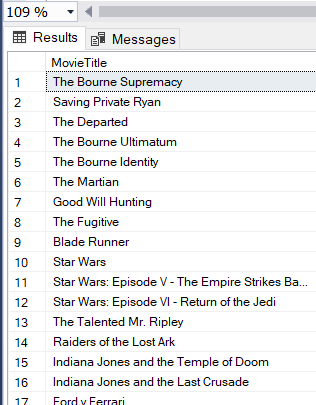 109 %
Results Messages
MovieTitle
1 The Bourne Supremacy
2 Saving Private Ryan
3 The Departed
4 The Bourne Ultimatum
5 The Bourne Identity
6 The Martian
7 Good Will Hunting
8 The Fugitive
9 Blade Runner
10 Star Wars
11 Star Wars: Episode V - The Empire Strikes Ba...
12 Star Wars: Episode VI - Return of the Jedi
13 The Talented Mr. Ripley
14 Raiders of the Lost Ark
15 Indiana Jones and the Temple of Doom
16 Indiana Jones and the Last Crusade
17 Ford v Ferrari